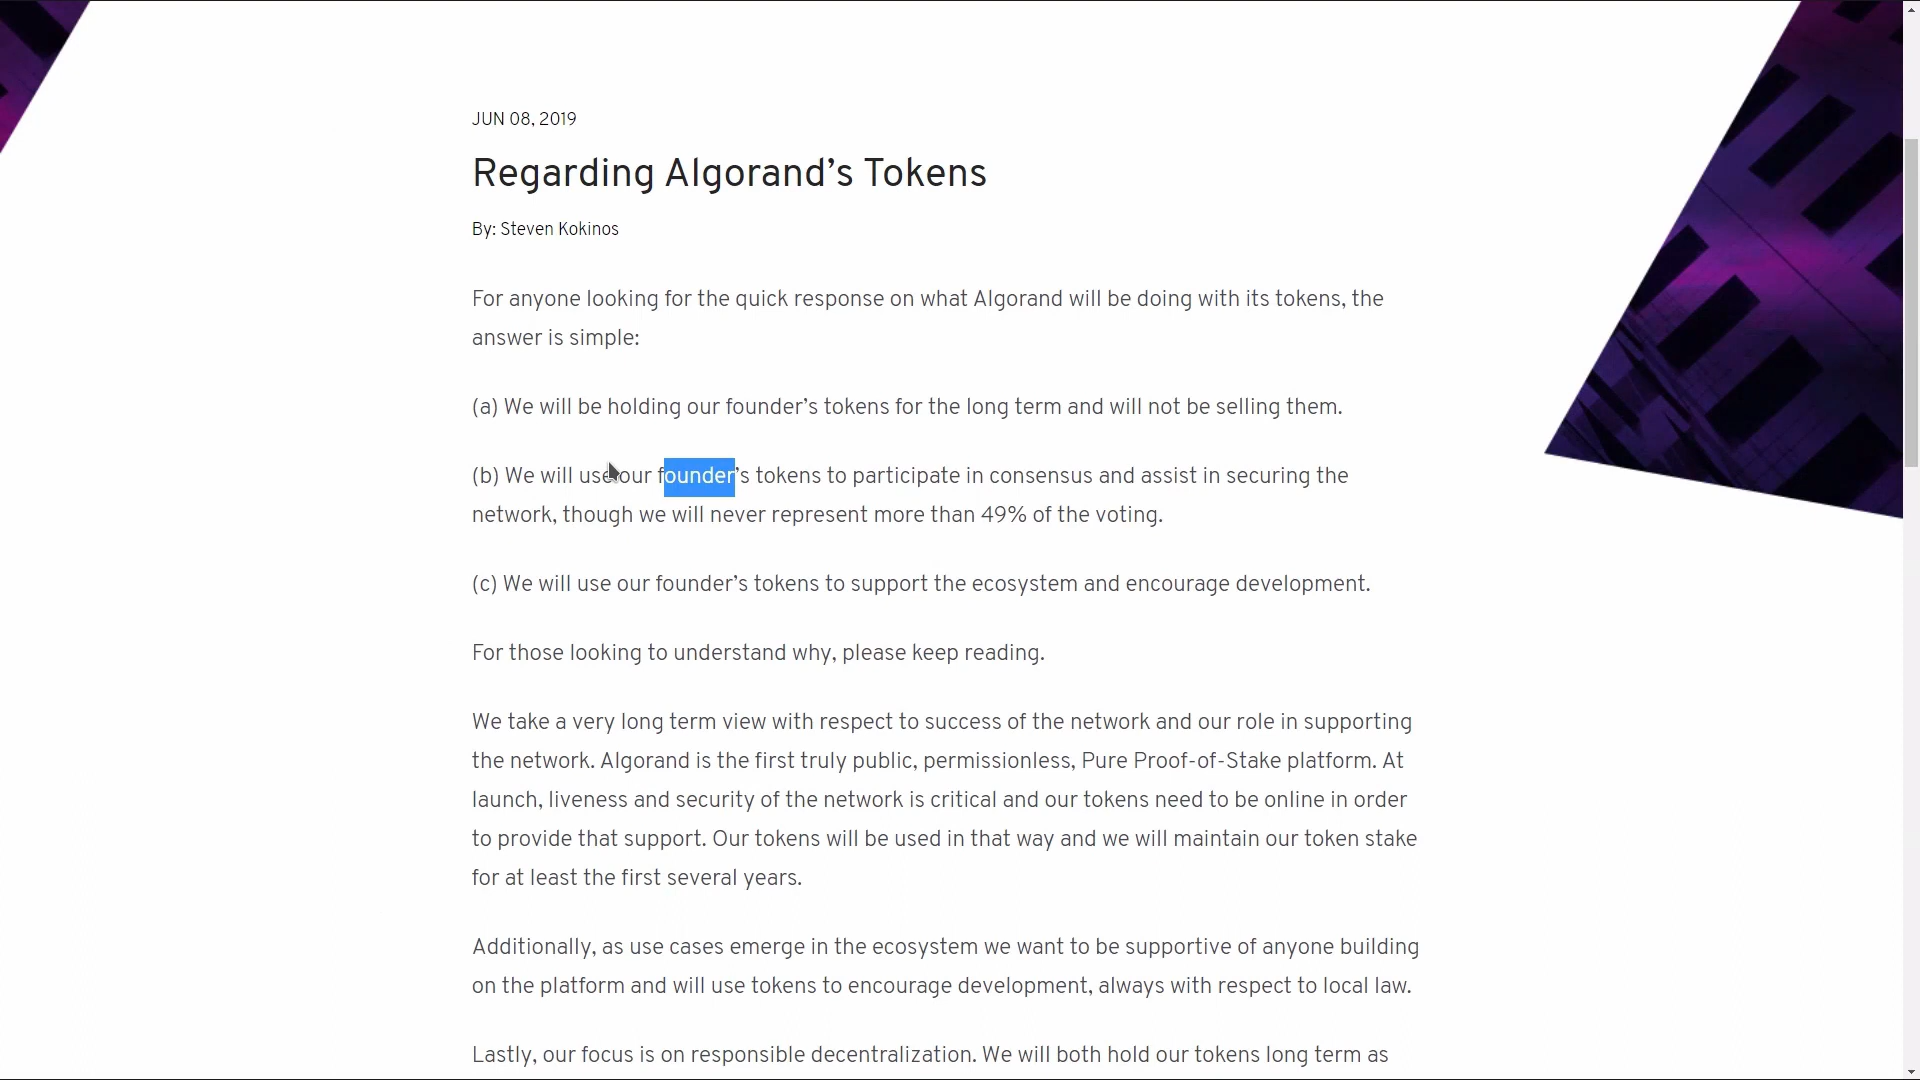 JUN 08, 2019
Regarding Algorand’s Tokens
By: Steven Kokinos
For anyone looking for the quick response on what Algorand will be doing with its tokens, the
answer is simple:
(a) We will be holding our founder’s tokens for the long term and will not be selling them.
(b) We will use our founder’s tokens to participate in consensus and assist in securing the
network, though we will never represent more than 49% of the voting.
(c) We will use our founder’s tokens to support the ecosystem and encourage development.
For those looking to understand why, please keep reading.
We take a very long term view with respect to success of the network and our role in supporting
the network. Algorand is the first truly public, permissionless, Pure Proof-of-Stake platform. At
launch, liveness and security of the network is critical and our tokens need to be online in order
to provide that support. Our tokens will be used in that way and we will maintain our token stake
for at least the first several years.
Additionally, as use cases emerge in the ecosystem we want to be supportive of anyone building
on the platform and will use tokens to encourage development, always with respect to local law.
Lastly, our focus is on responsible decentralization. We will both hold our tokens long term as